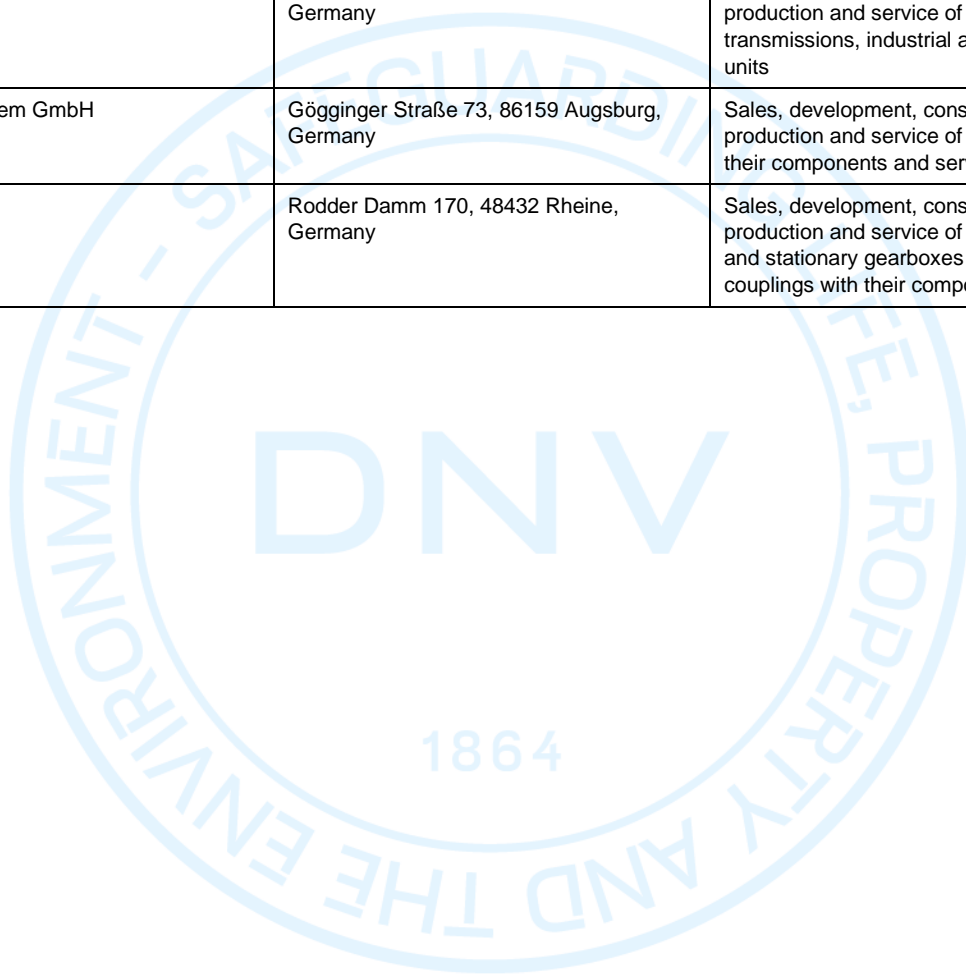 Germany
production and service of
transmissions, industrial a
units
em GmbH
Gögginger Straße 73, 86159 Augsburg,
Germany
Sales, development, cons
production and service of
their components and ser
Rodder Damm 170, 48432 Rheine,
Germany
Sales, development, cons
production and service of
and stationary gearboxes
couplings with their comp
SAFEGUARDING LIFE, PROPERTY AND THE ENVIRONMENT -
DNV
1864